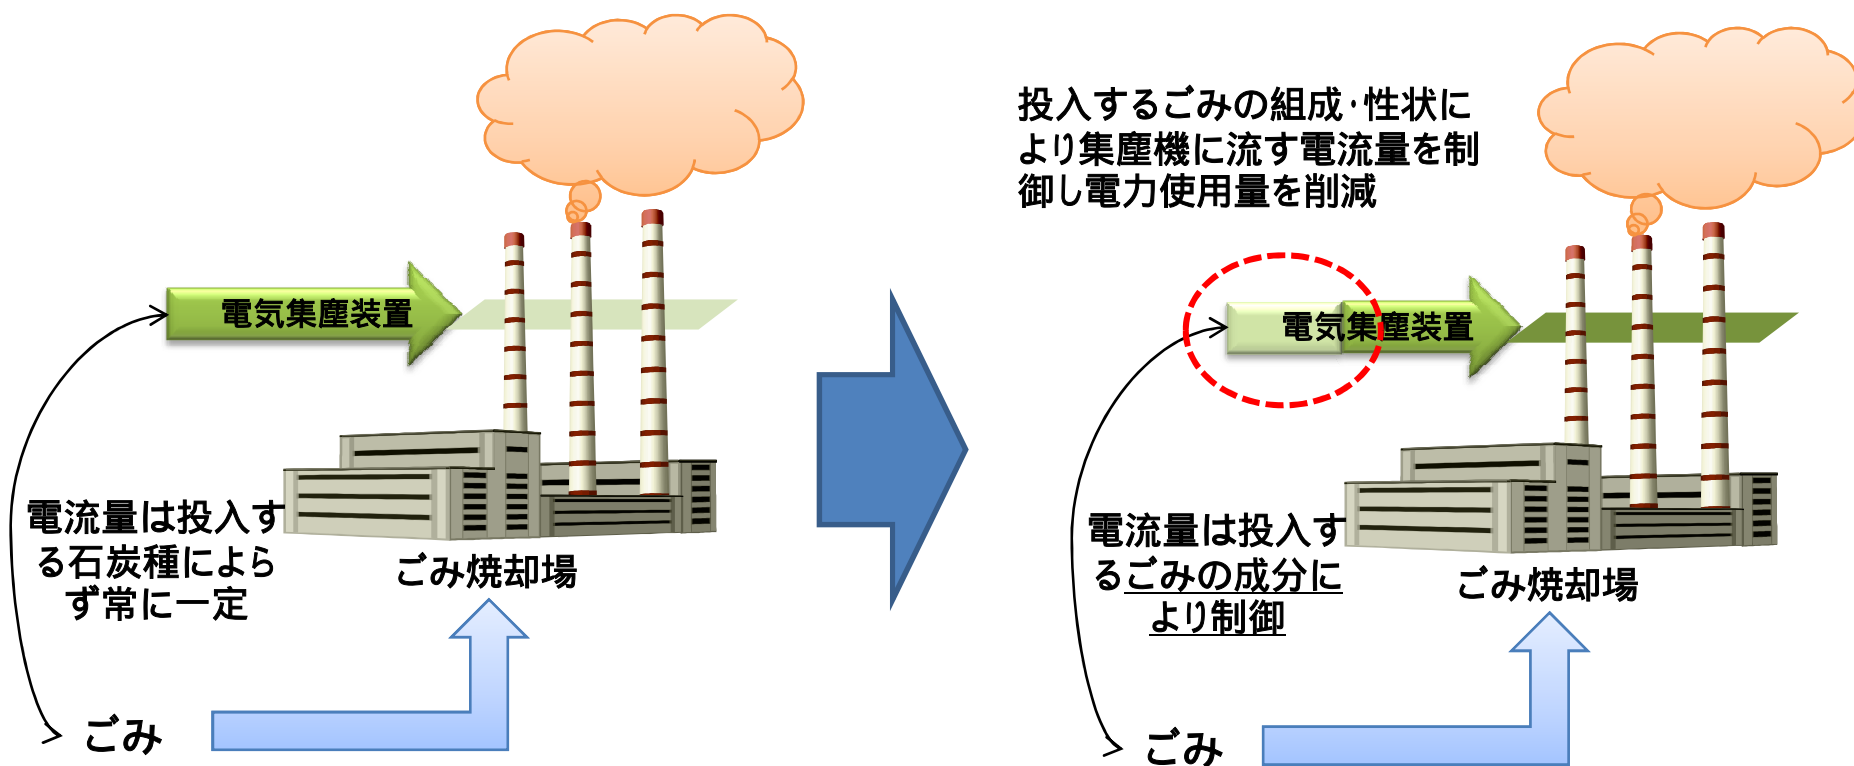 電気集塵装置
電流量は投入す
る石炭種によら
ず常に一定
ごみ焼却場
ごみ
投入するごみの組成・性状に
より集塵機に流す電流量を制
御し電力使用量を削減
電気集塵装置
電流量は投入す
るごみの成分に
より制御
ごみ焼却場
ごみ